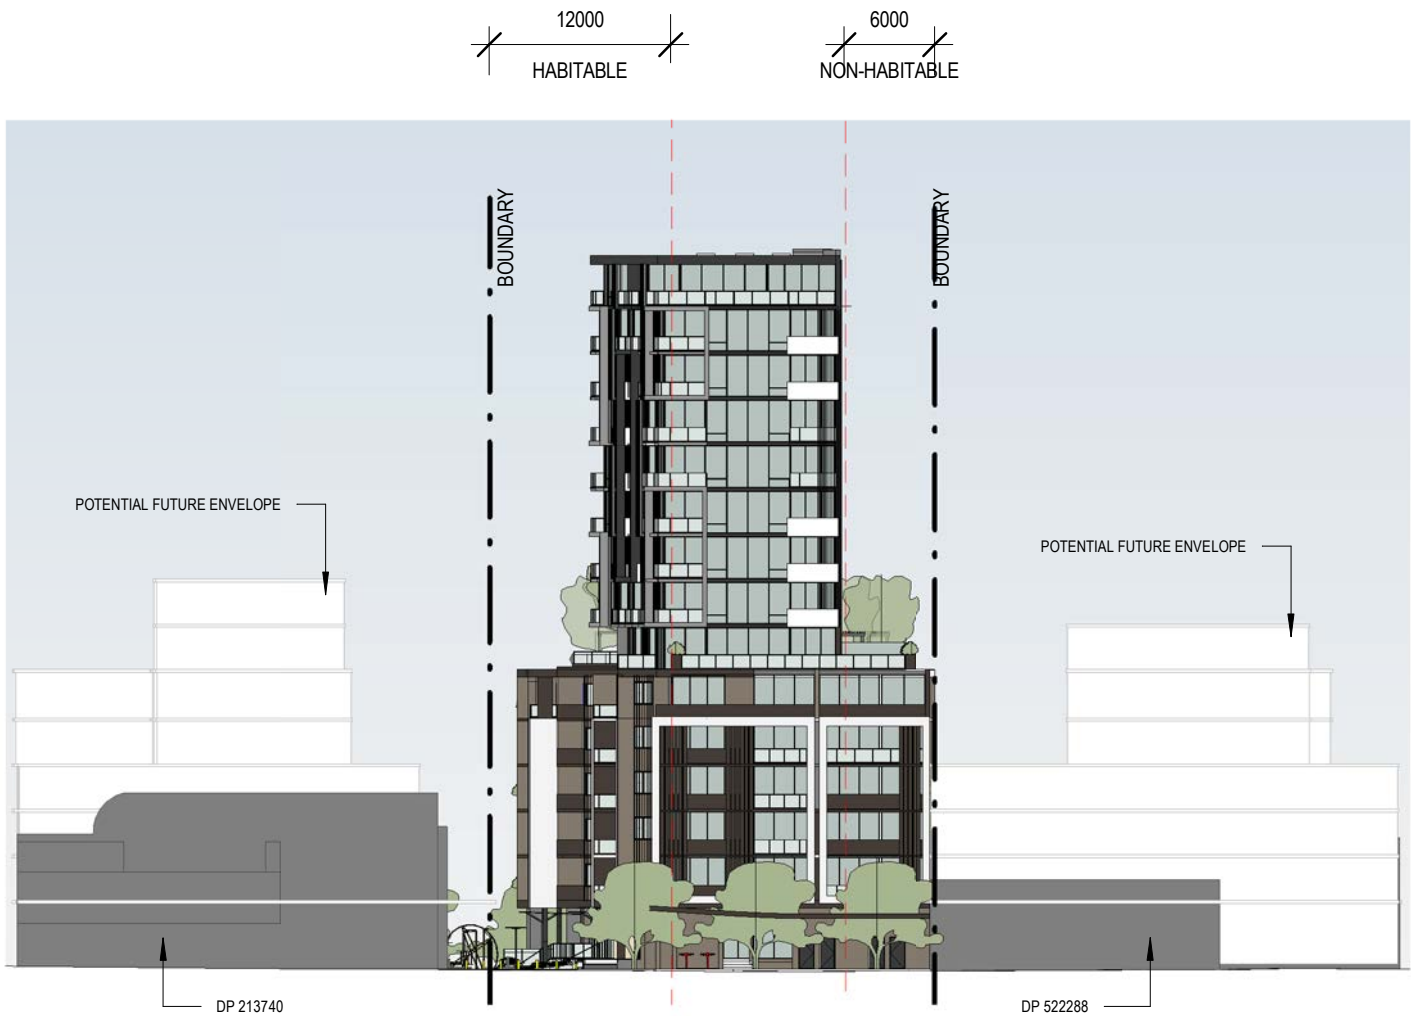 12000
6000
HABITABLE
NON-HABITABLE
BOUNDARY
BOUNDARY
POTENTIAL FUTURE ENVELOPE
POTENTIAL FUTURE ENVELOPE
DP 213740
DP 522288